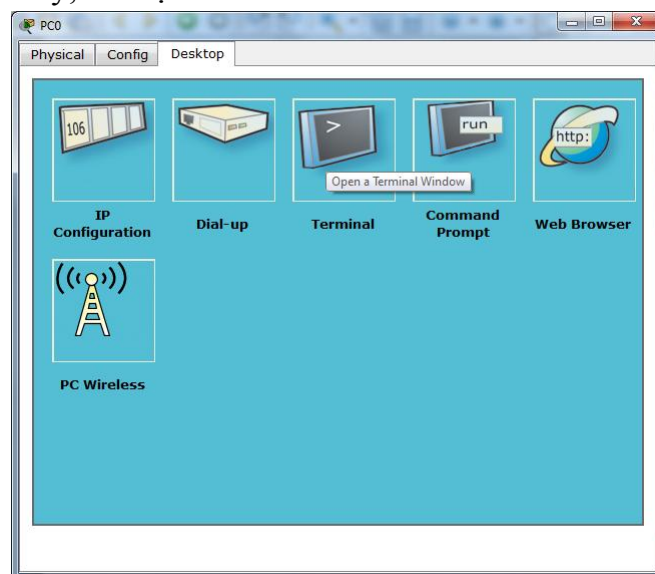 PC0
Physical Config Desktop
106
>
run
http:
Open a Terminal Window
IP
Configuration
Dial-up
Terminal
Command
Prompt
Web Browser
PC Wireless